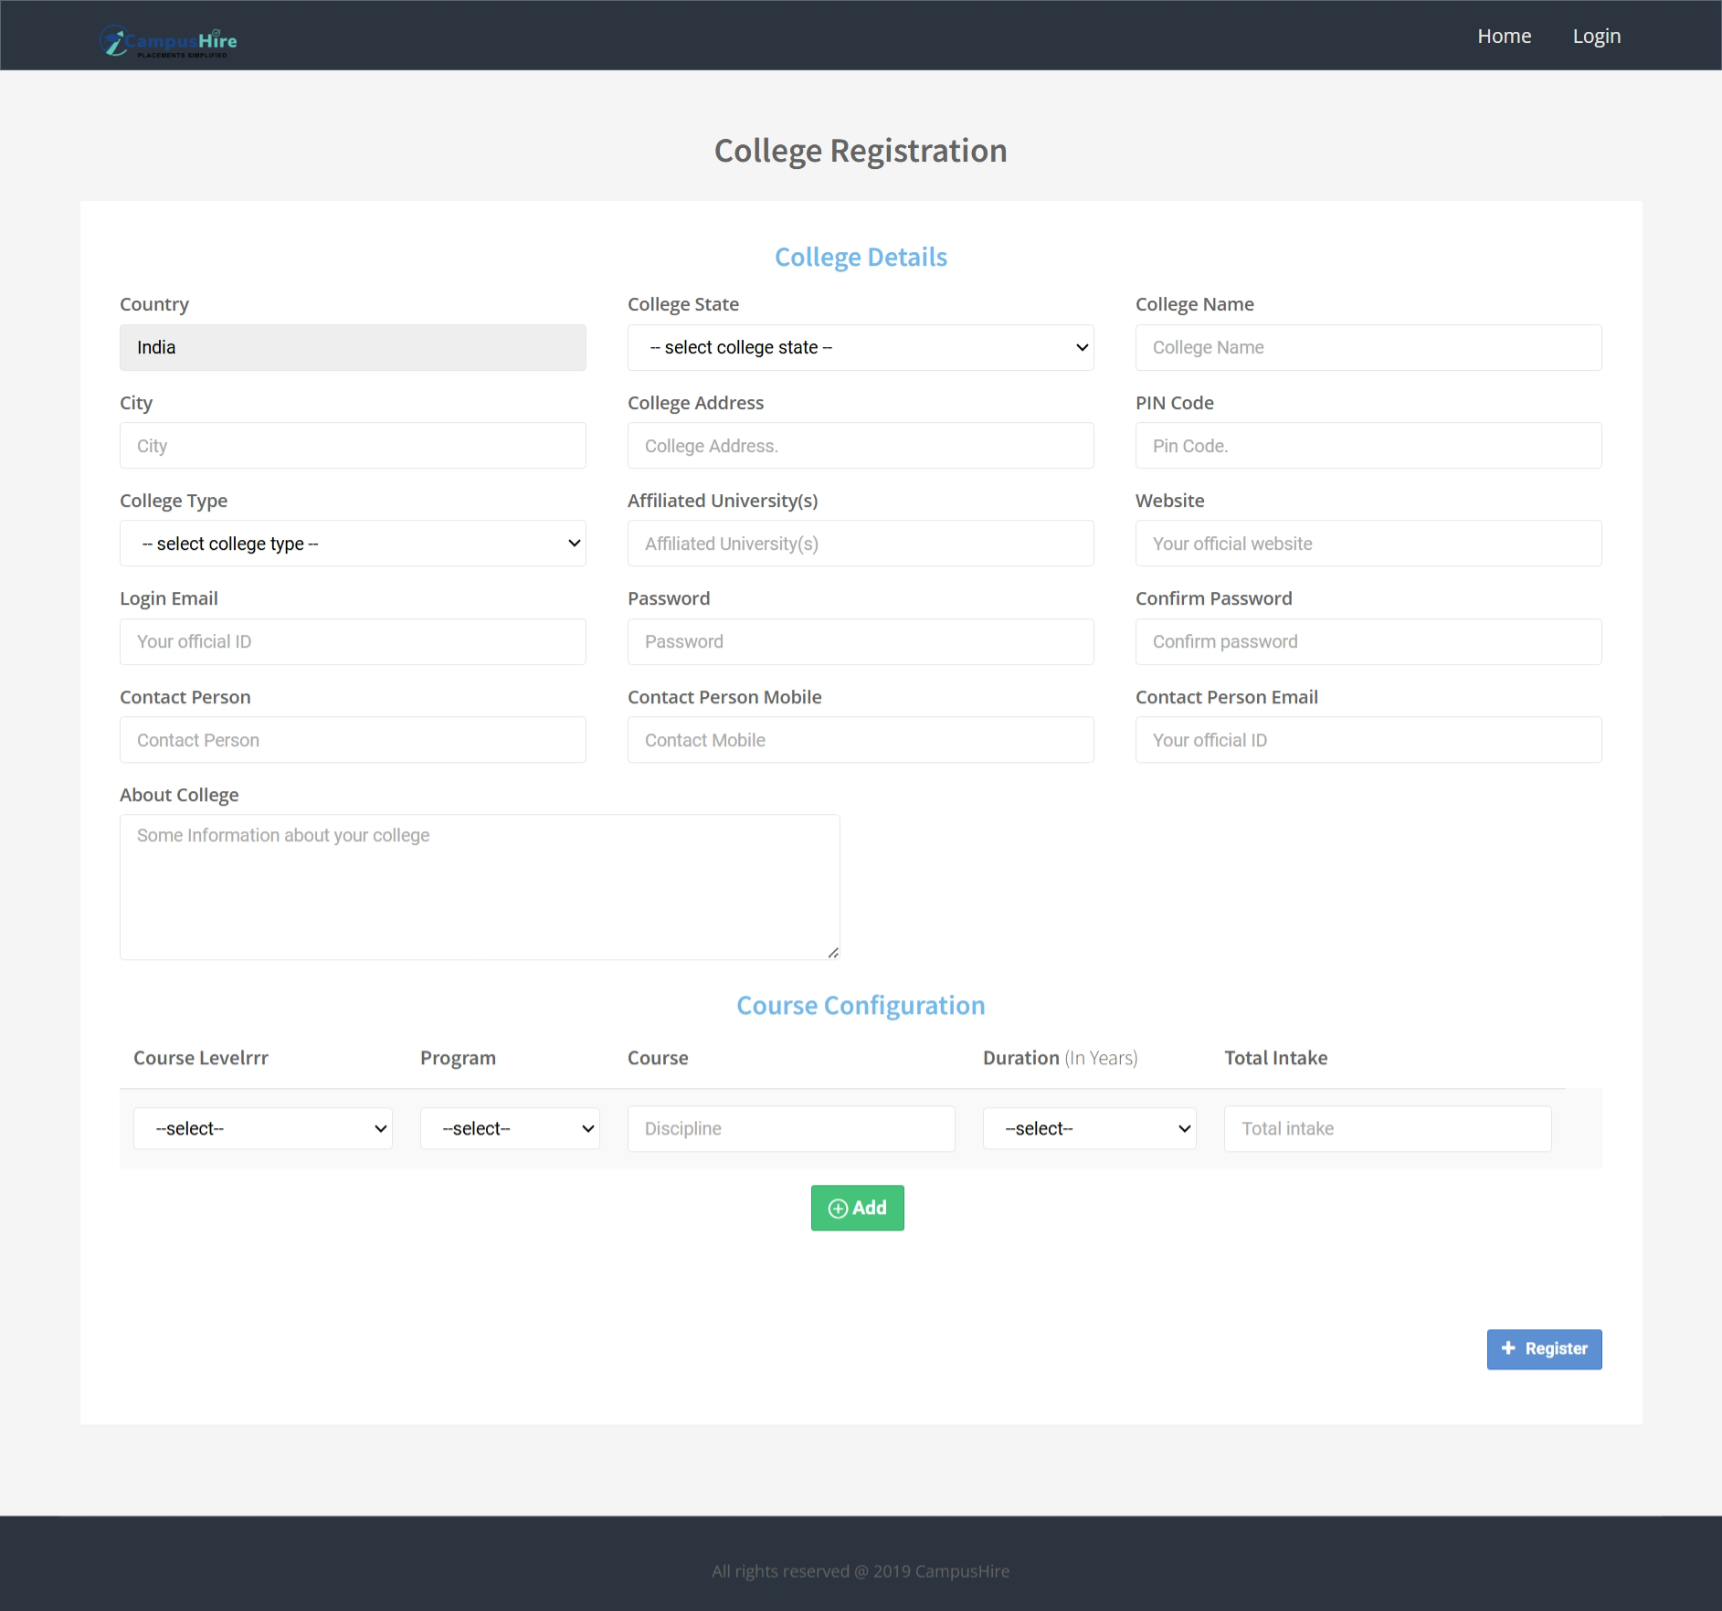 CampusHire
PLACEMENTS SIMPLIFIED
Home Login
College Registration
College Details
Country College State College Name
India -- select college state -- College Name
City College Address PIN Code
City College Address. Pin Code.
College Type Affiliated University(s) Website
-- select college type -- Affiliated University(s) Your official website
Login Email Password Confirm Password
Your official ID Password Confirm password
Contact Person Contact Person Mobile Contact Person Email
Contact Person Contact Mobile Your official ID
About College
Some Information about your college
Course Configuration
Course Levelrrr Program Course Duration (In Years) Total Intake
--select-- --select-- Discipline --select-- Total intake
Add
Register
All rights reserved @ 2019 CampusHire